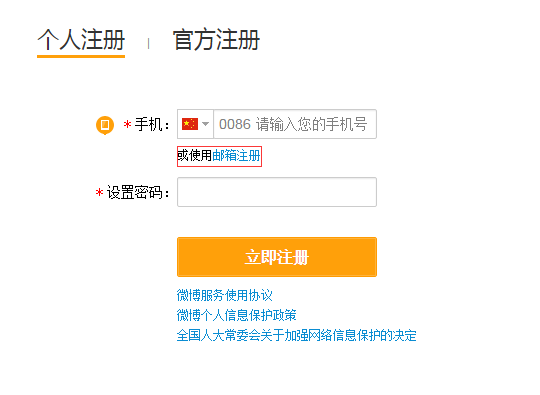 个人注册 | 官方注册
*手机： 0086 请输入您的手机号
或使用邮箱注册
*设置密码：
立即注册
微博服务使用协议
微博个人信息保护政策
全国人大常委会关于加强网络信息保护的决定